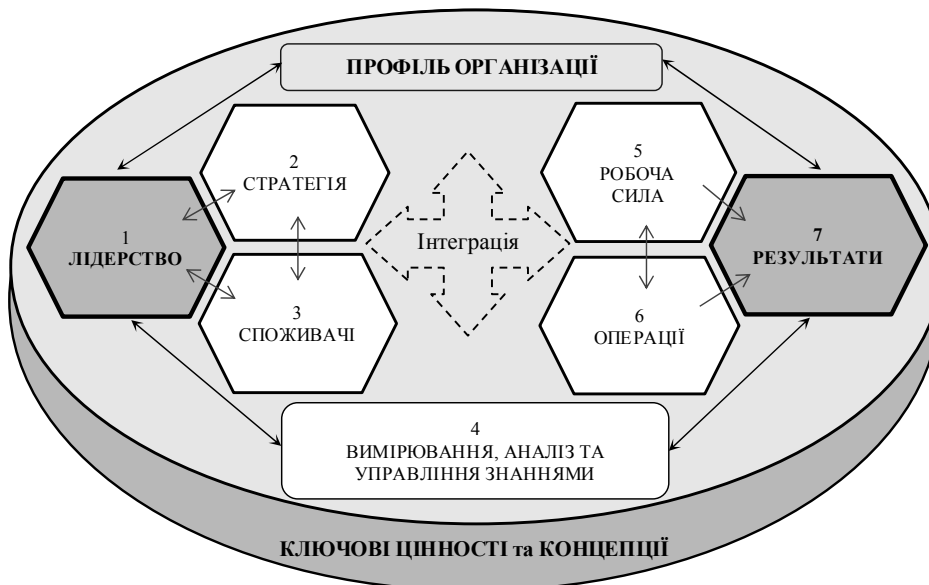 ПРОФІЛЬ ОРГАНІЗАЦІЇ
2
СТРАТЕГІЯ
5
РОБОЧА
СИЛА
1
ЛІДЕРСТВО
Інтеграція
7
РЕЗУЛЬТАТИ
3
СПОЖИВАЧІ
6
ОПЕРАЦІЇ
4
ВИМІРЮВАННЯ, АНАЛІЗ ТА
УПРАВЛІННЯ ЗНАННЯМИ
КЛЮЧОВІ ЦІННОСТІ та КОНЦЕПЦІЇ